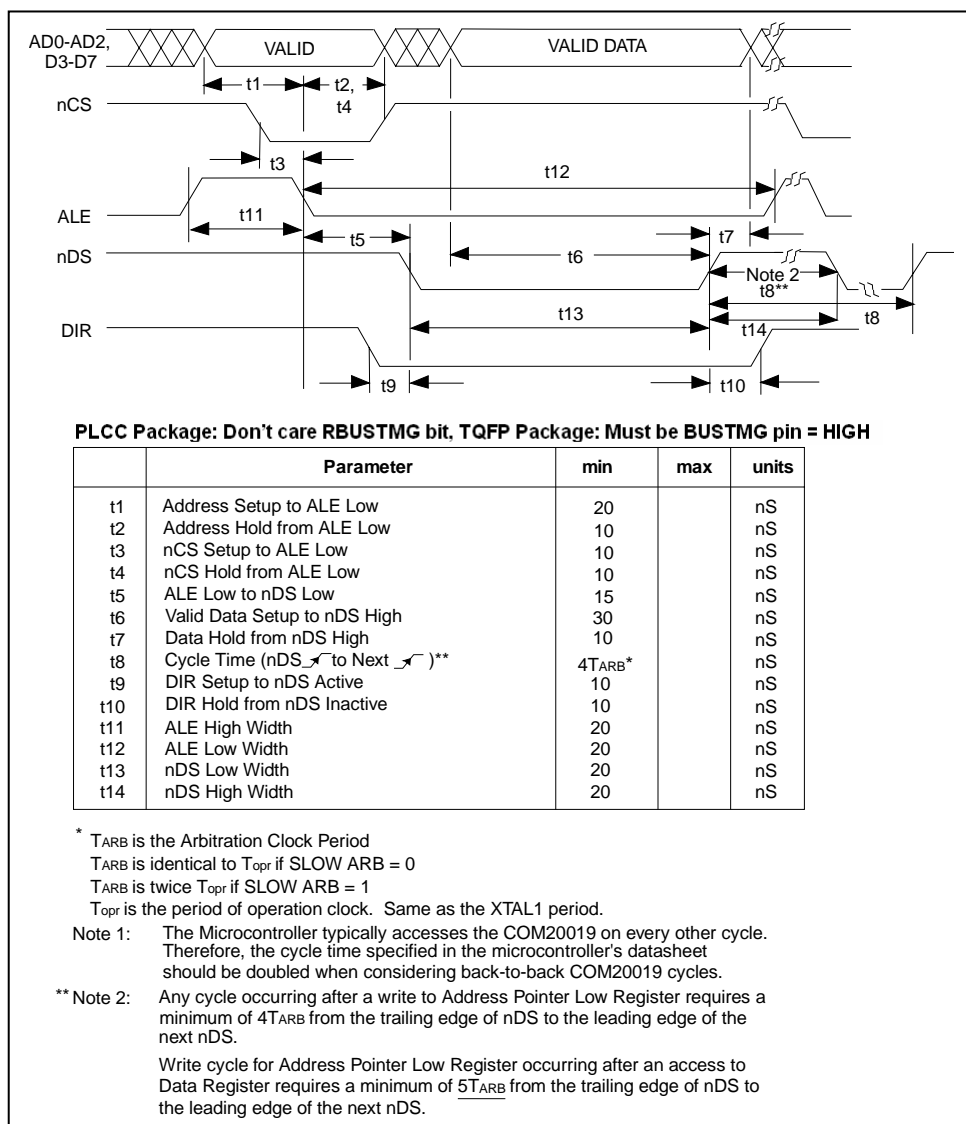 AD0-AD2,
D3-D7
VALID
VALID DATA
t1
t2,
t4
nCS
t3
t12
ALE
t11
t5
t7
nDS
t6
Note 2
t8**
t8
t13
t14
DIR
t9
t10
PLCC Package: Don't care RBUSTMG bit, TQFP Package: Must be BUSTMG pin = HIGH
Parameter min max units
t1 Address Setup to ALE Low 20 nS
t2 Address Hold from ALE Low 10 nS
t3 nCS Setup to ALE Low 10 nS
t4 nCS Hold from ALE Low 10 nS
t5 ALE Low to nDS Low 15 nS
t6 Valid Data Setup to nDS High 30 nS
t7 Data Hold from nDS High 10 nS
t8 Cycle Time (nDS to Next )** 4TARB* nS
t9 DIR Setup to nDS Active 10 nS
t10 DIR Hold from nDS Inactive 10 nS
t11 ALE High Width 20 nS
t12 ALE Low Width 20 nS
t13 nDS Low Width 20 nS
t14 nDS High Width 20 nS
* TARB is the Arbitration Clock Period
TARB is identical to Topr if SLOW ARB = 0
TARB is twice Topr if SLOW ARB = 1
Topr is the period of operation clock. Same as the XTAL1 period.
Note 1: The Microcontroller typically accesses the COM20019 on every other cycle.
Therefore, the cycle time specified in the microcontroller's datasheet
should be doubled when considering back-to-back COM20019 cycles.
** Note 2: Any cycle occurring after a write to Address Pointer Low Register requires a
minimum of 4TARB from the trailing edge of nDS to the leading edge of the
next nDS.
Write cycle for Address Pointer Low Register occurring after an access to
Data Register requires a minimum of 5TARB from the trailing edge of nDS to
the leading edge of the next nDS.